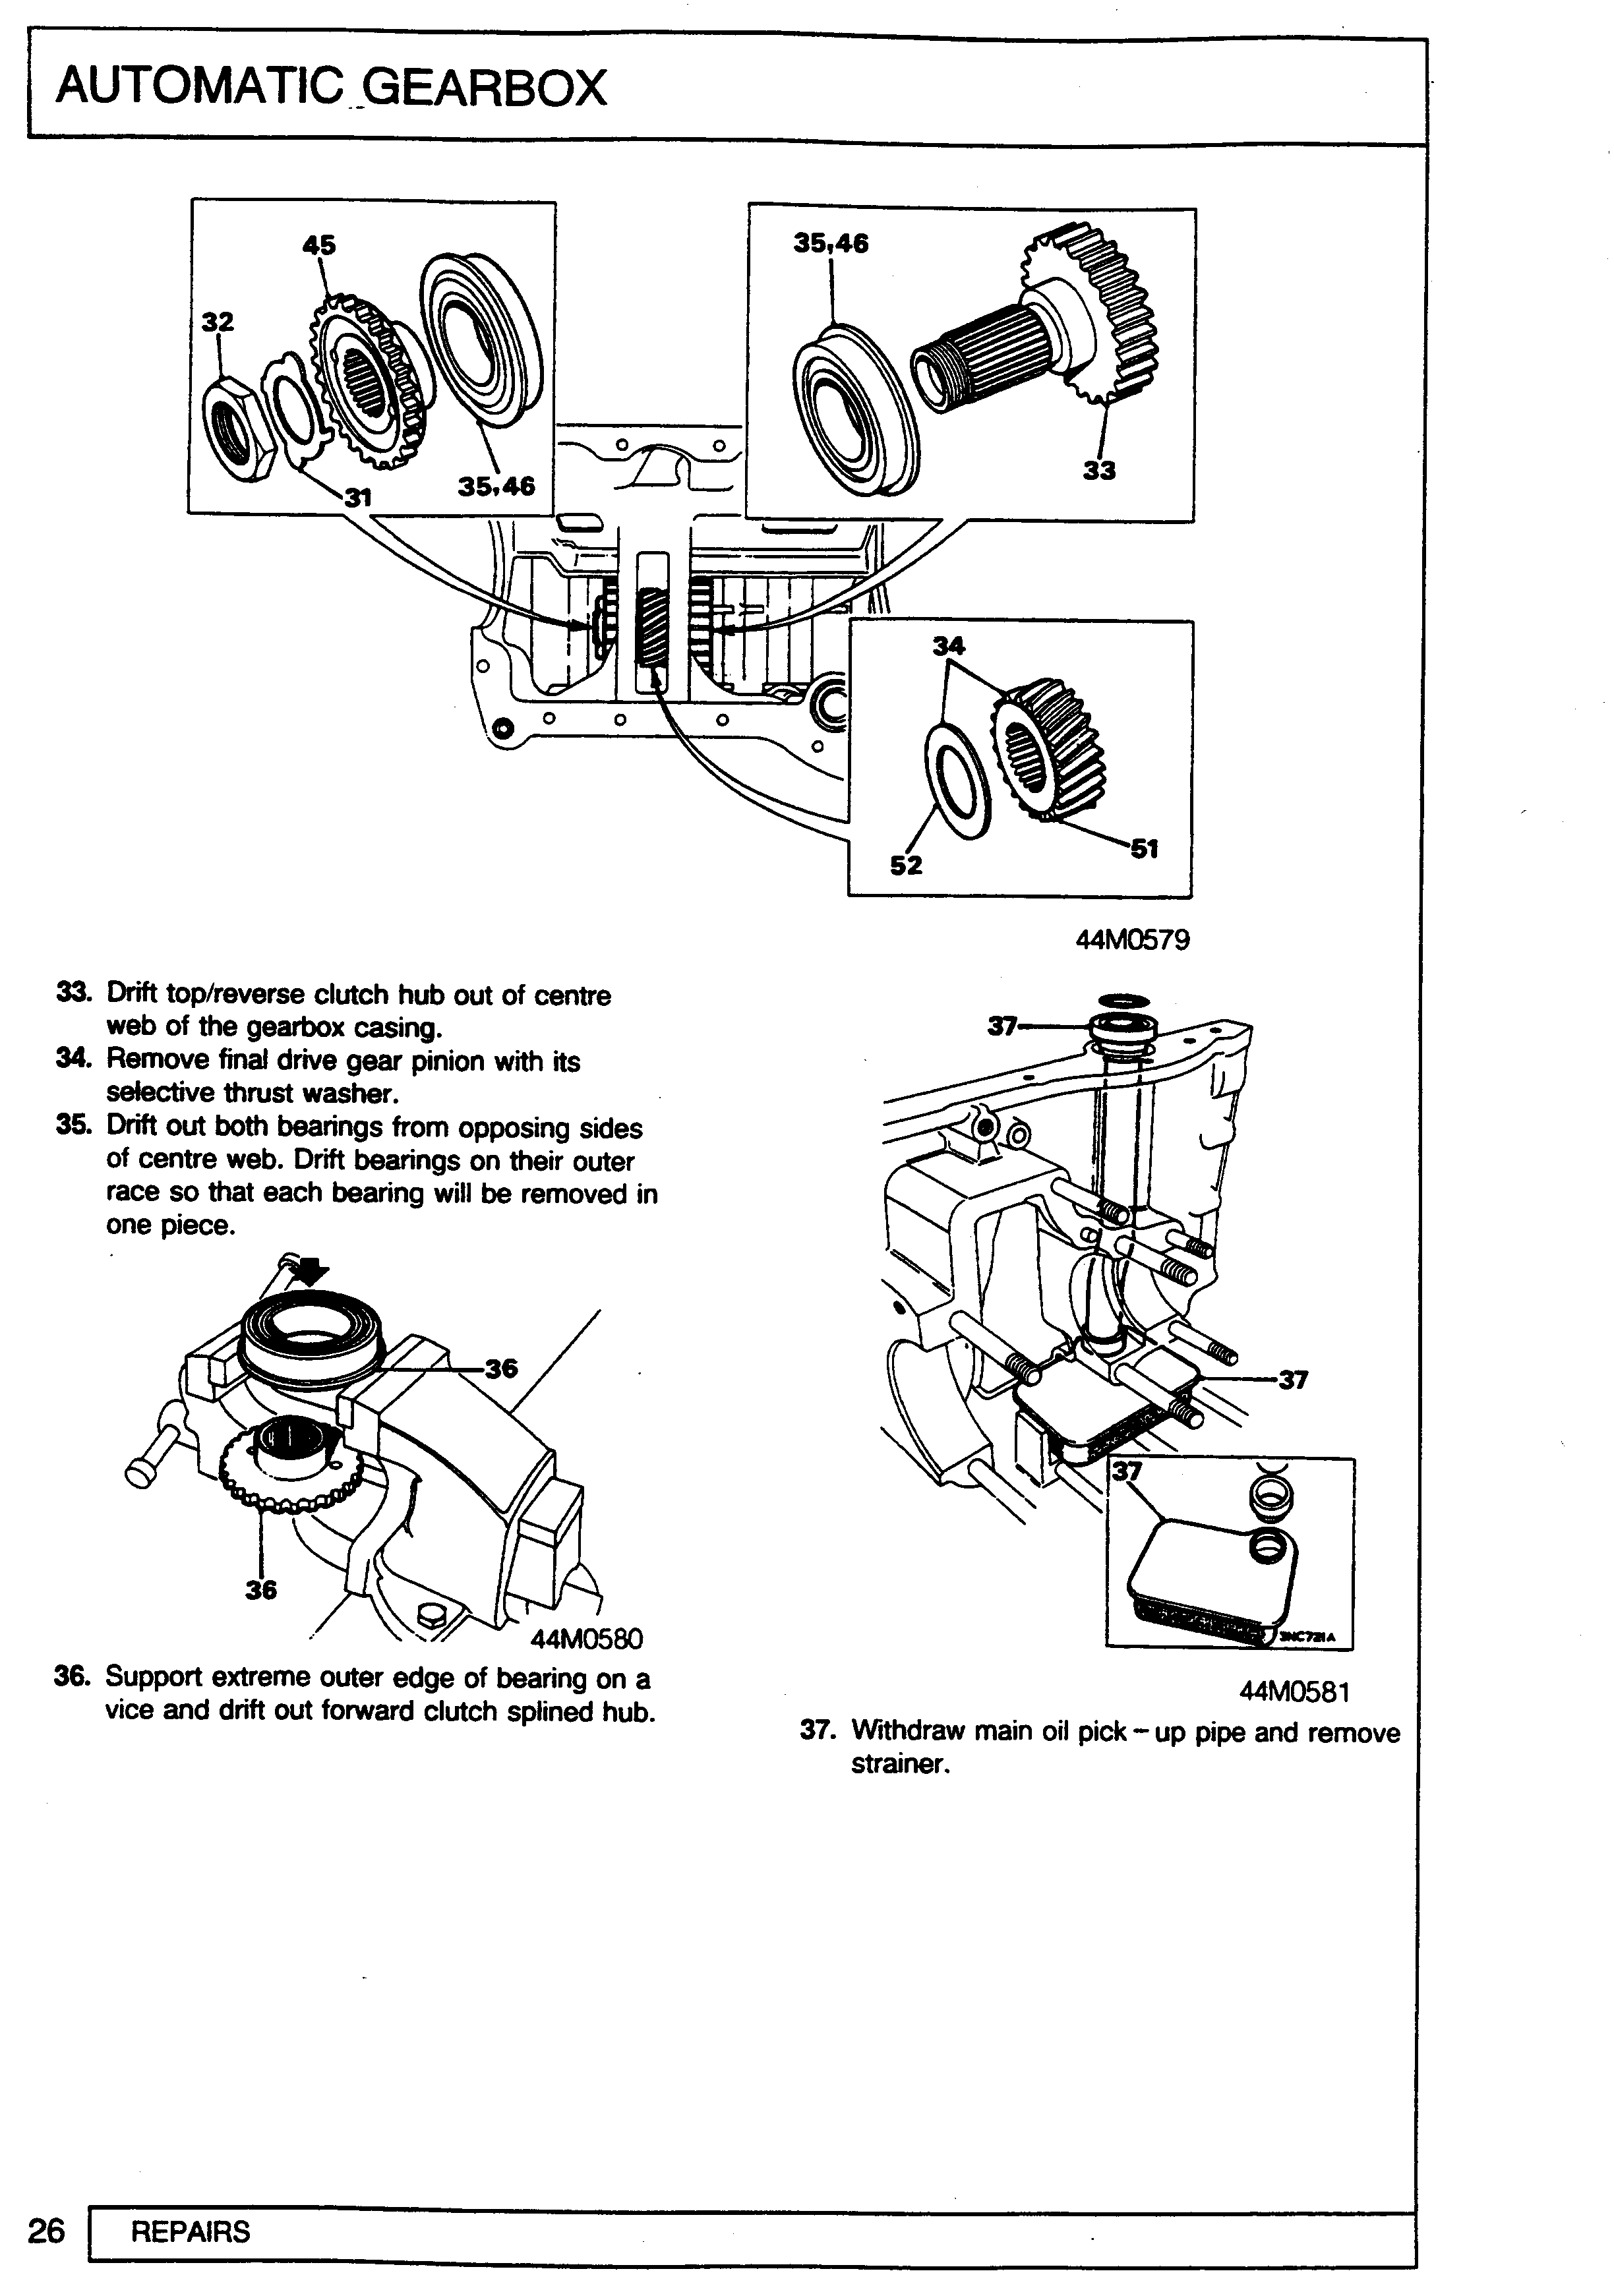 AUTOMATIC GEARBOX
45
32
31
35,46
35,46
33
34
52
51
44M0579
33. Drift top/reverse clutch hub out of centre
web of the gearbox casing.
34. Remove final drive gear pinion with its
selective thrust washer.
35. Drift out both bearings from opposing sides
of centre web. Drift bearings on their outer
race so that each bearing will be removed in
one piece.
36
36
44M0580
36. Support extreme outer edge of bearing on a
vice and drift out forward clutch splined hub.
37
37
37
3NC721A
44M0581
37. Withdraw main oil pick-up pipe and remove
strainer.
26
REPAIRS